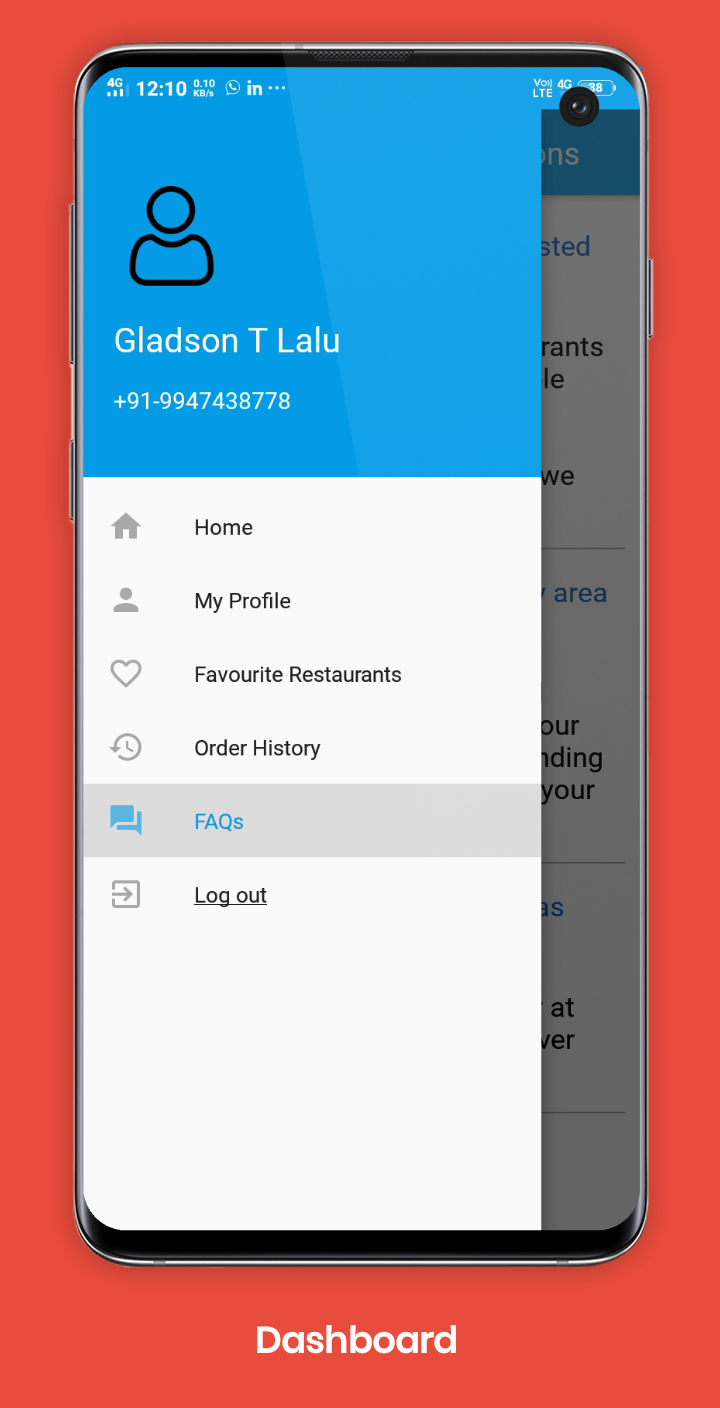 4G 12:10 0.10 KB/s in ... Vo)) LTE 4G 38
ons
Gladson T Lalu
+91-9947438778
Home
My Profile
Favourite Restaurants
Order History
FAQs
Log out
sted
rants
le
we
y area
our
nding
your
as
r at
ver
Dashboard